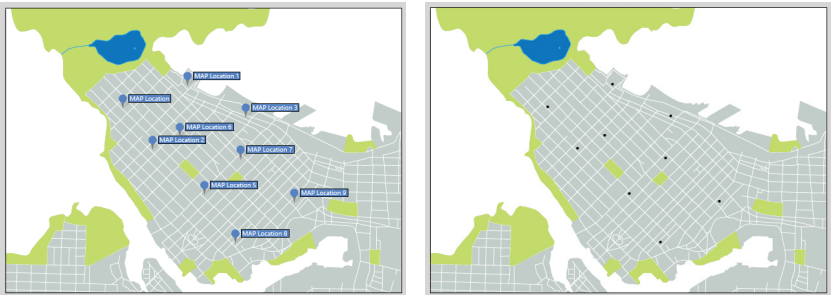 MAP Location 1
MAP Location
MAP Location 3
MAP Location 6
MAP Location 2
MAP Location 7
MAP Location 5
MAP Location 9
MAP Location 8